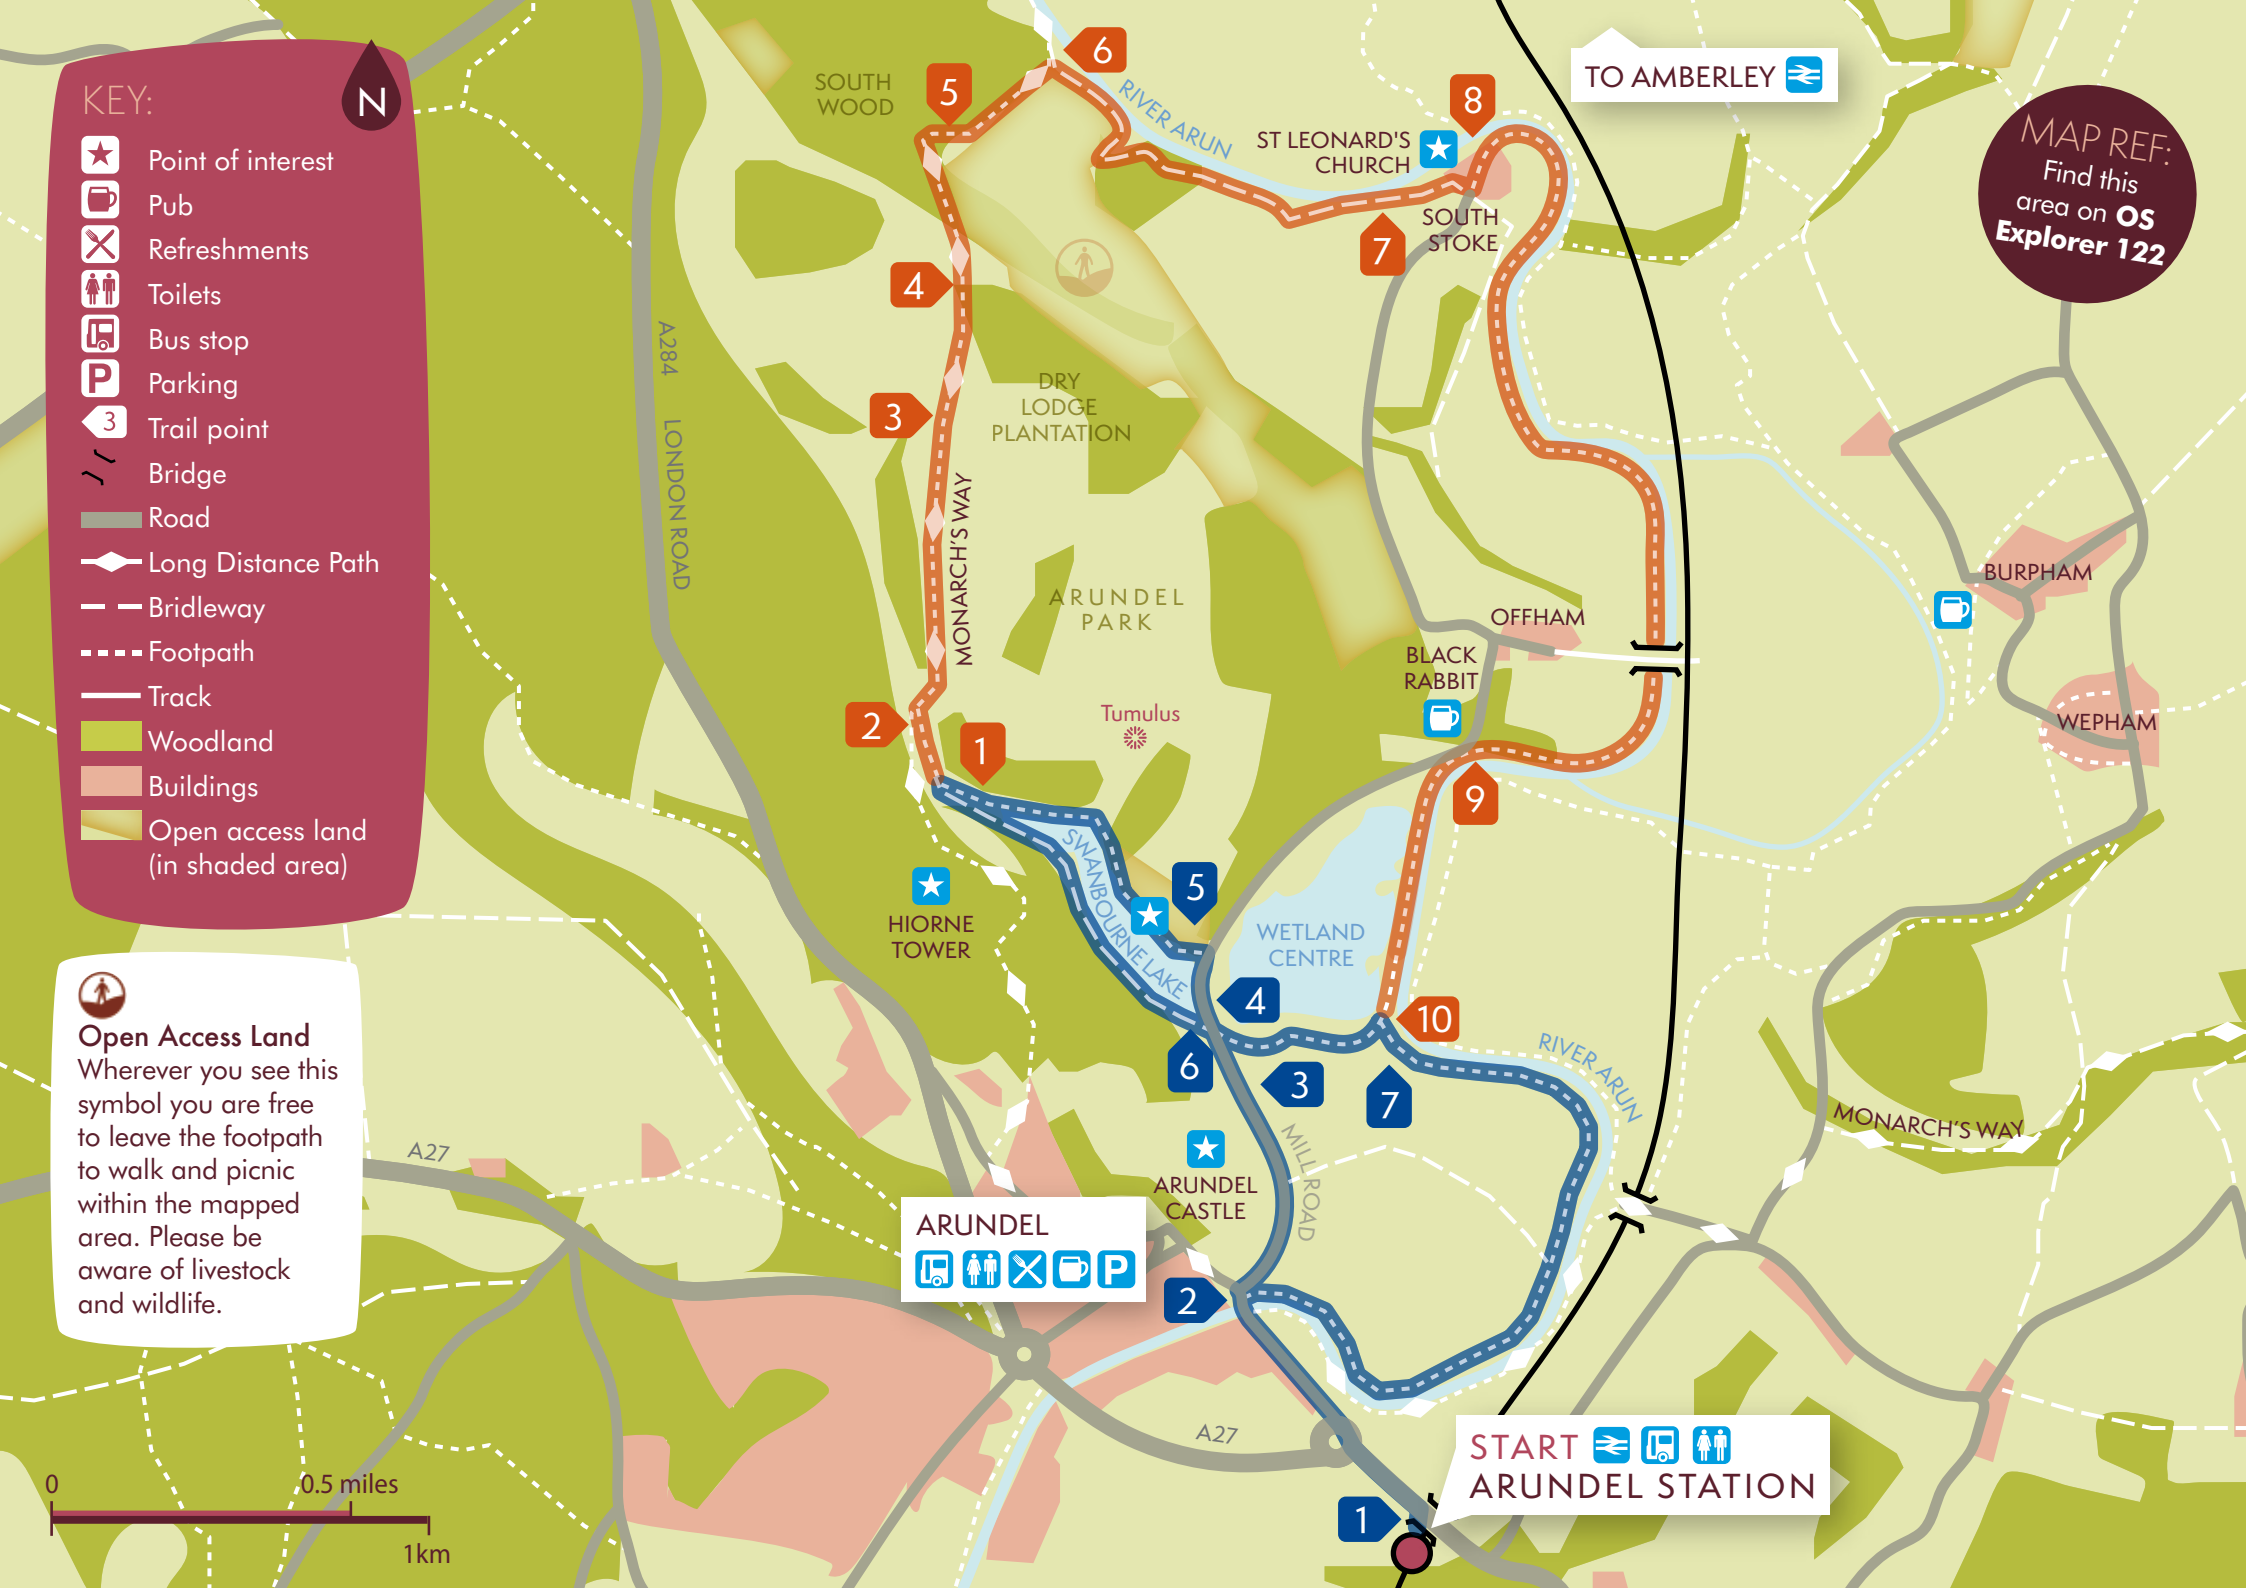 KEY:
N
Point of interest
Pub
Refreshments
Toilets
Bus stop
P
Parking
3
Trail point
Bridge
Road
Long Distance Path
Bridleway
Footpath
Track
Woodland
Buildings
Open access land
(in shaded area)
Open Access Land
Wherever you see this
symbol you are free
to leave the footpath
to walk and picnic
within the mapped
area. Please be
aware of livestock
and wildlife.
0
0.5 miles
1km
A27
A284
LONDON ROAD
SOUTH
WOOD
5
6
RIVER ARUN
ST LEONARD'S
CHURCH
8
TO AMBERLEY
MAP REF:
Find this
area on OS
Explorer 122
7
SOUTH
STOKE
4
3
DRY
LODGE
PLANTATION
MONARCH'S WAY
ARUNDEL
PARK
Tumulus
2
1
OFFHAM
BLACK
RABBIT
9
BURPHAM
WEPHAM
HIORNE
TOWER
SWANBOURNE LAKE
5
WETLAND
CENTRE
4
10
6
3
7
RIVER ARUN
MONARCH'S WAY
MILL ROAD
ARUNDEL
CASTLE
ARUNDEL
P
2
A27
START
ARUNDEL STATION
1